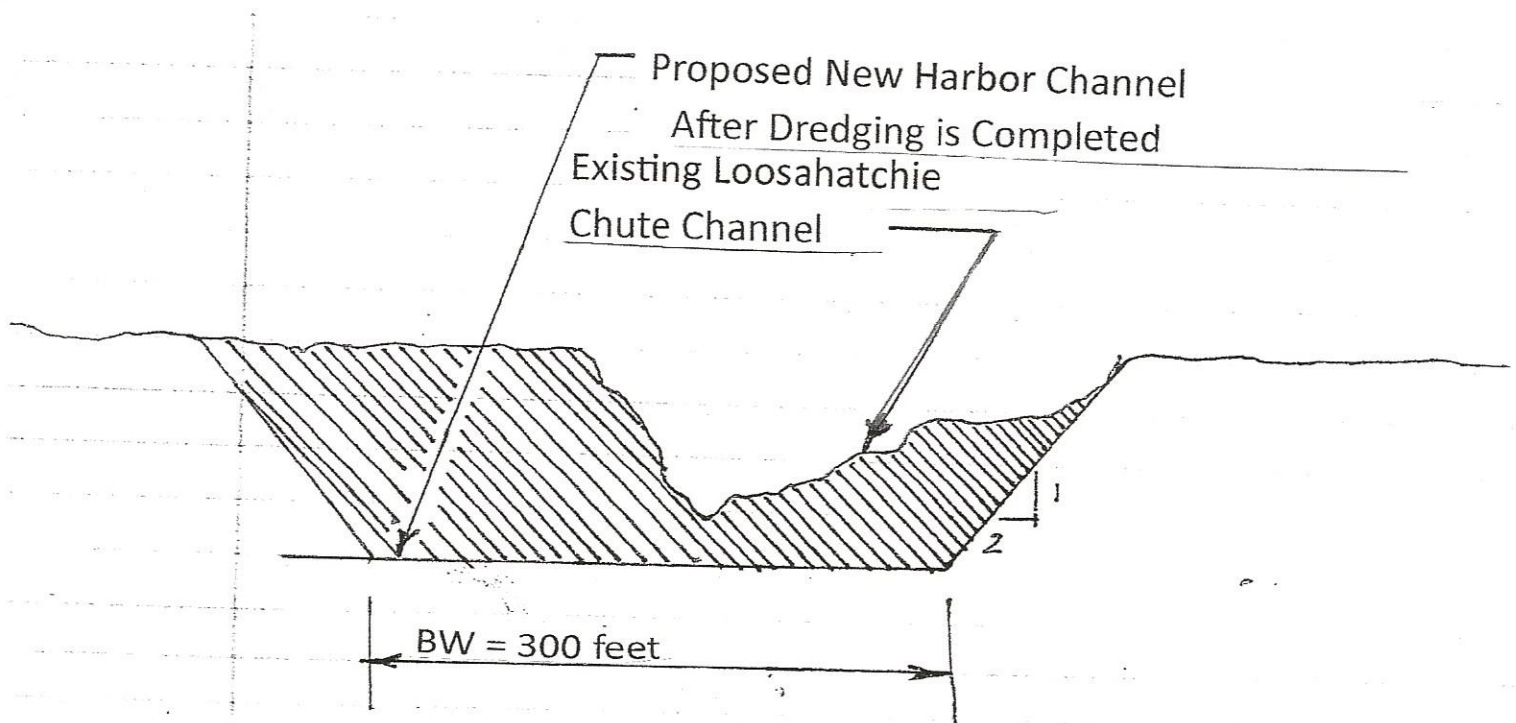 Proposed New Harbor Channel
After Dredging is Completed
Existing Loosahatchie
Chute Channel
1
2
BW = 300 feet